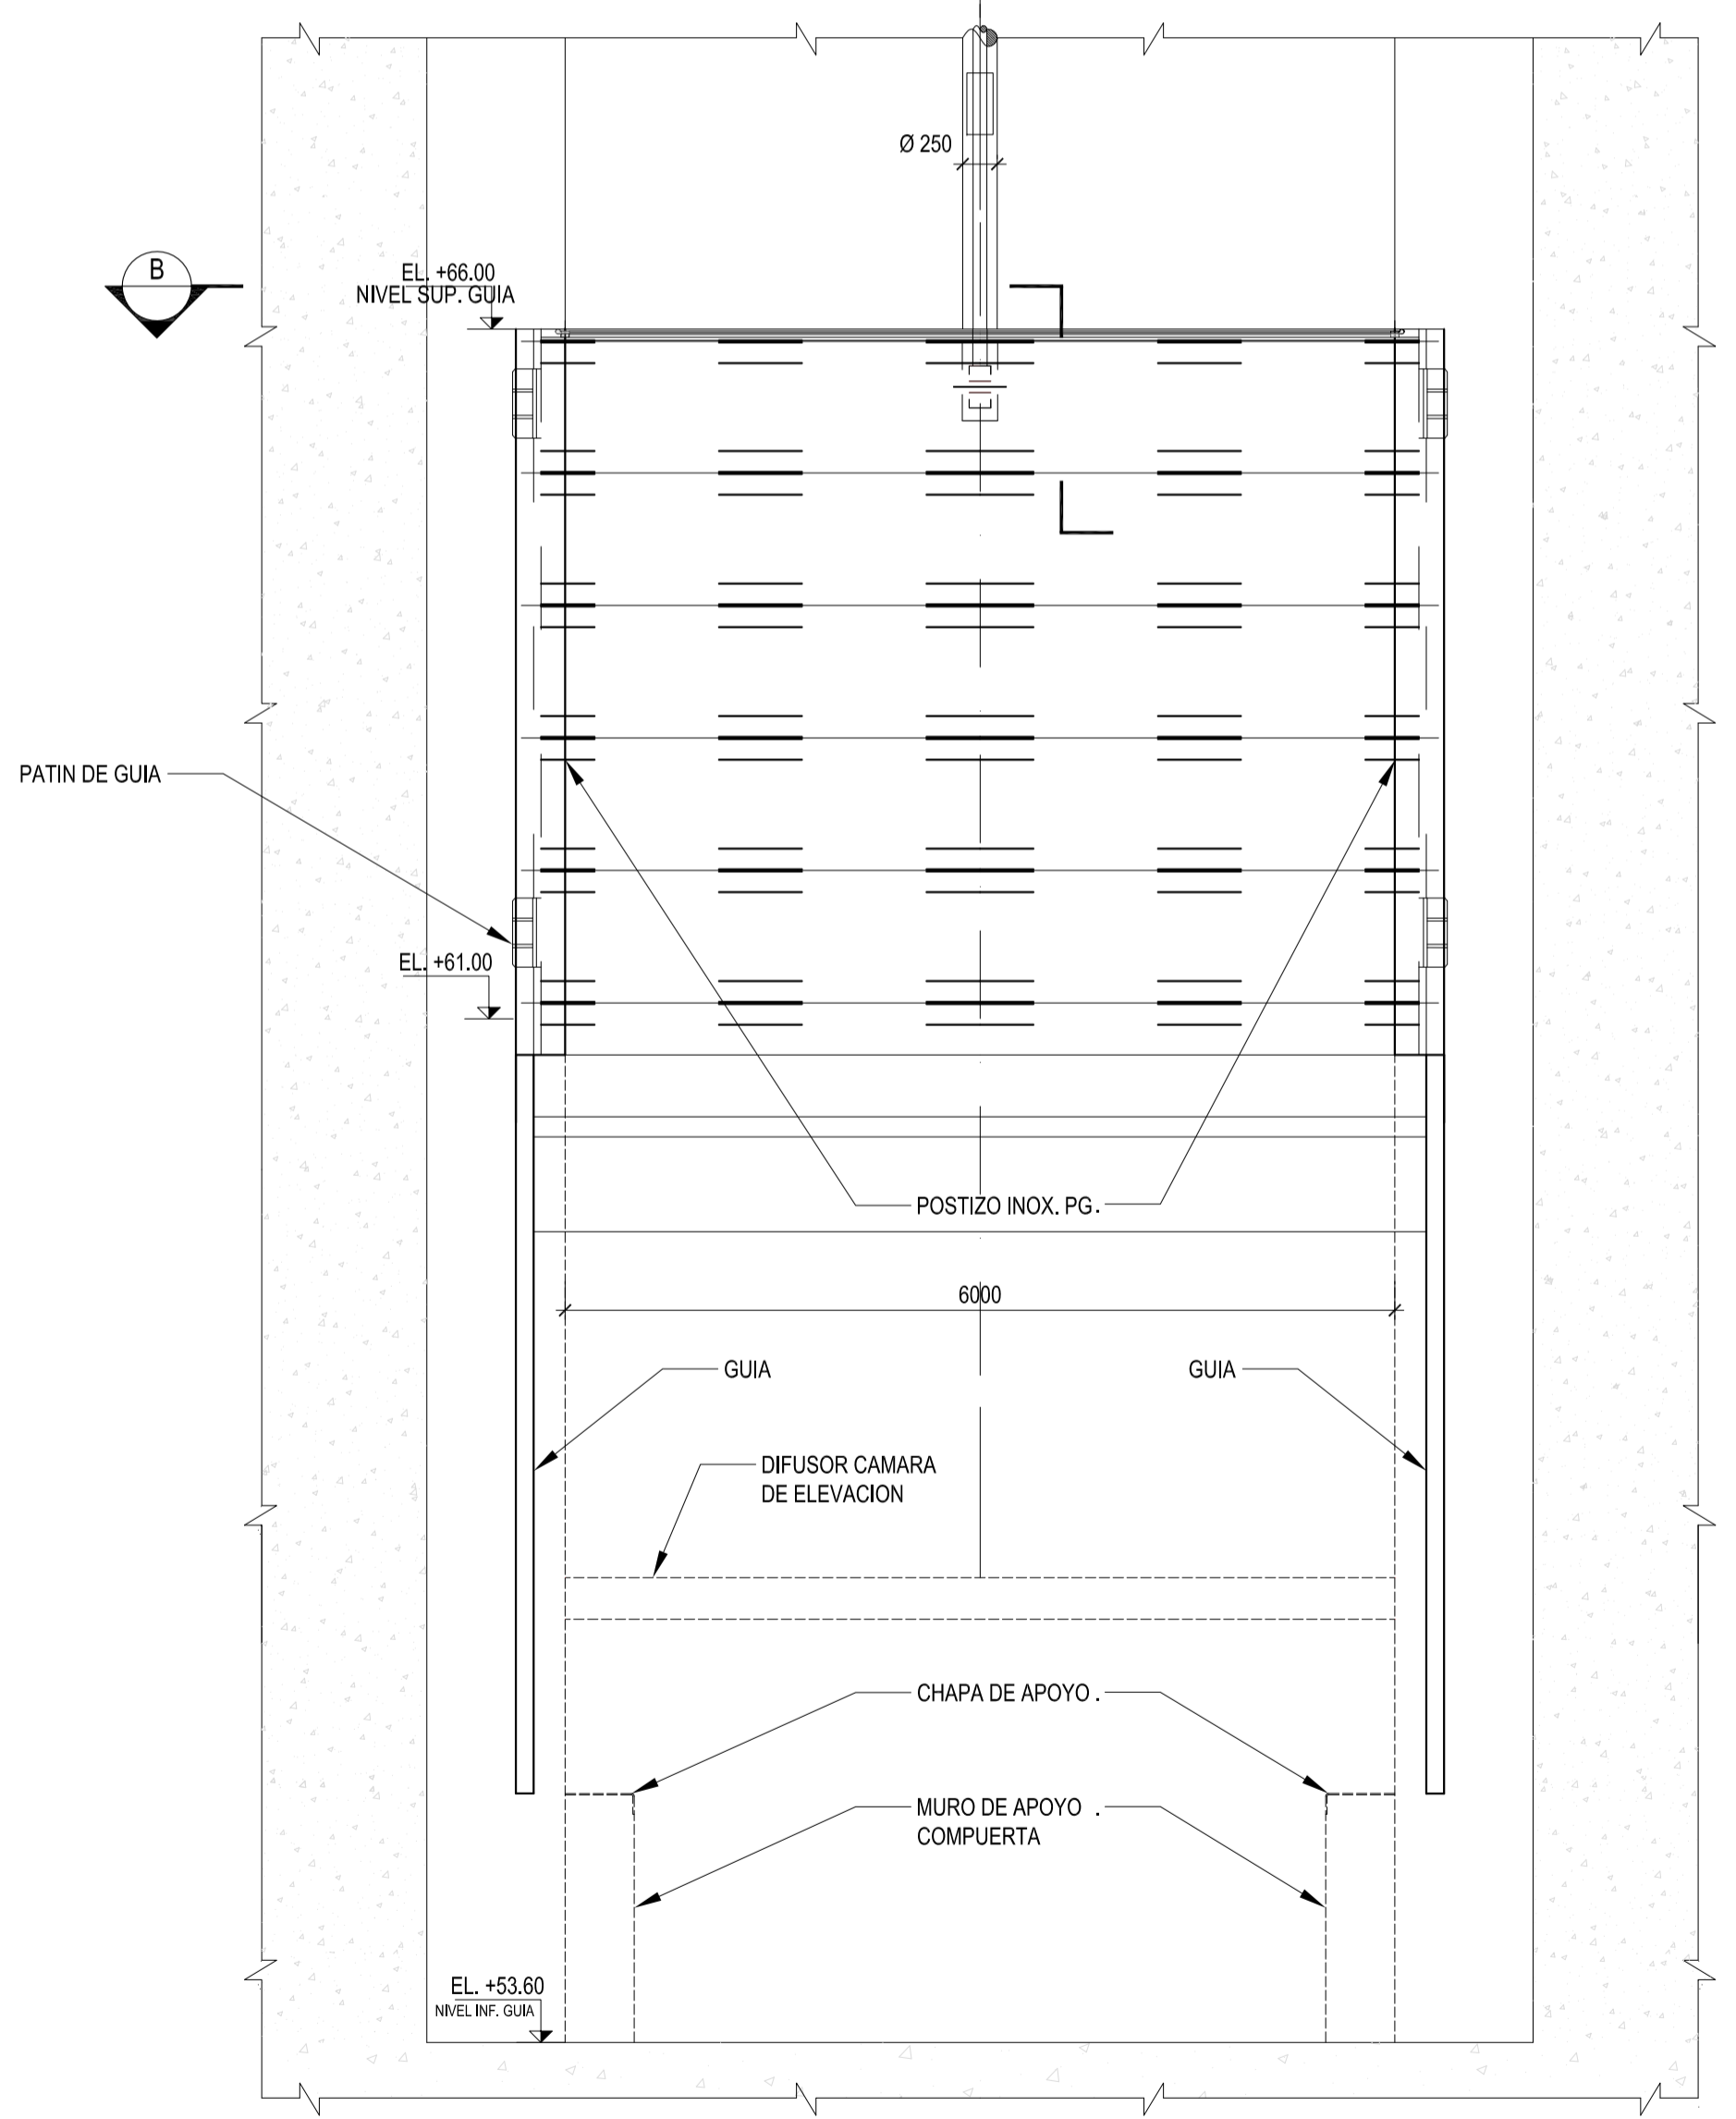 Ø 250
B
EL. +66.00
NIVEL SUP. GUIA
PATIN DE GUIA
EL. +61.00
POSTIZO INOX. PG.
6000
GUIA
GUIA
DIFUSOR CAMARA
DE ELEVACION
CHAPA DE APOYO .
MURO DE APOYO .
COMPUERTA
EL. +53.60
NIVEL INF. GUIA